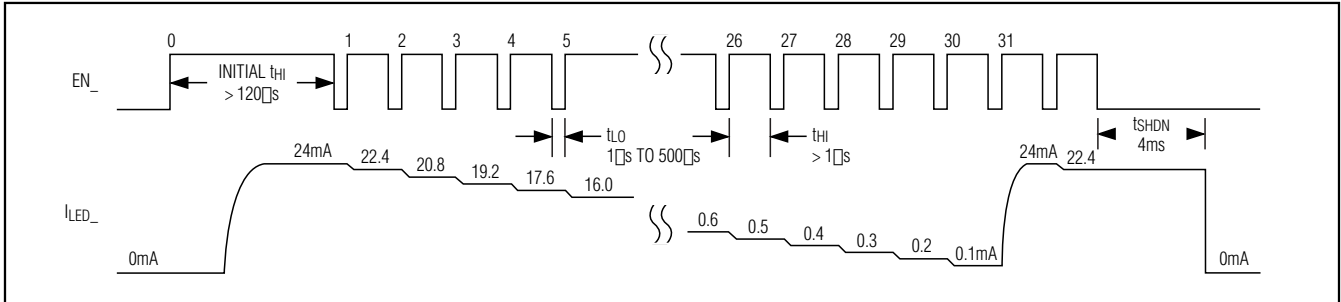 0 1 2 3 4 5 26 27 28 29 30 31
EN_
INITIAL tHI
> 120▯s
tLO
1▯s TO 500▯s
tHI
> 1▯s
tSHDN
4ms
ILED_
0mA
24mA
22.4
20.8
19.2
17.6
16.0
0.6
0.5
0.4
0.3
0.2
0.1mA
24mA
22.4
0mA